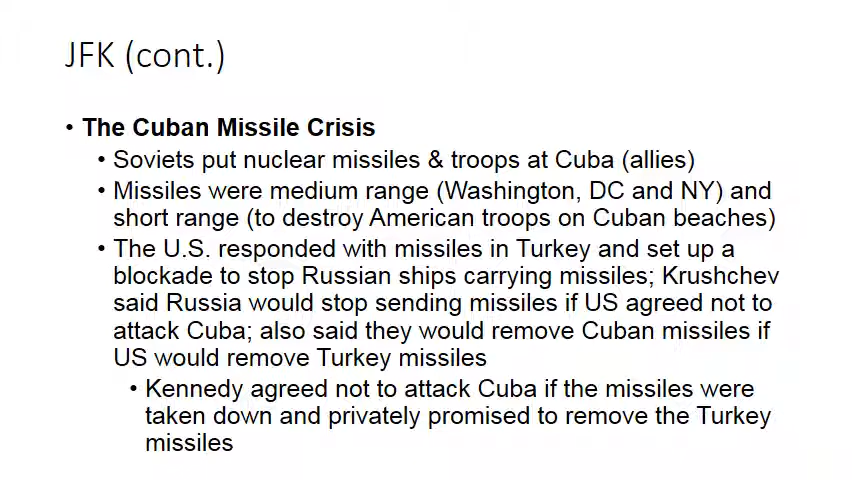 JFK (cont.)
• The Cuban Missile Crisis
• Soviets put nuclear missiles & troops at Cuba (allies)
• Missiles were medium range (Washington, DC and NY) and
short range (to destroy American troops on Cuban beaches)
• The U.S. responded with missiles in Turkey and set up a
blockade to stop Russian ships carrying missiles; Krushchev
said Russia would stop sending missiles if US agreed not to
attack Cuba; also said they would remove Cuban missiles if
US would remove Turkey missiles
• Kennedy agreed not to attack Cuba if the missiles were
taken down and privately promised to remove the Turkey
missiles